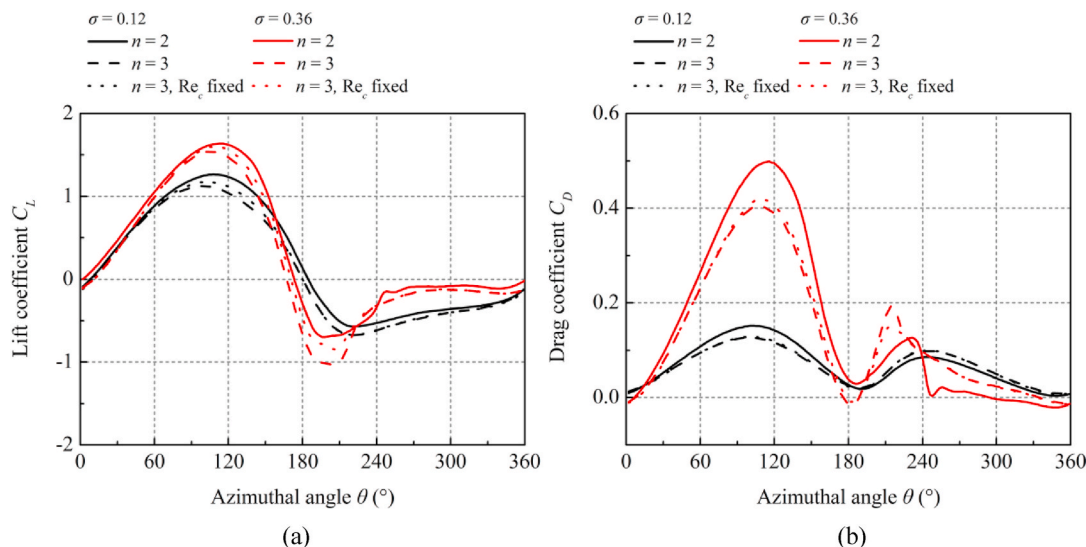 σ = 0.12 σ = 0.36
n = 2 n = 2
n = 3 n = 3
n = 3, Re_c fixed n = 3, Re_c fixed
2
1
0
-1
-2
Lift coefficient C_L
0 60 120 180 240 300 360
Azimuthal angle θ (°)
(a)
σ = 0.12 σ = 0.36
n = 2 n = 2
n = 3 n = 3
n = 3, Re_c fixed n = 3, Re_c fixed
0.6
0.4
0.2
0.0
Drag coefficient C_D
0 60 120 180 240 300 360
Azimuthal angle θ (°)
(b)